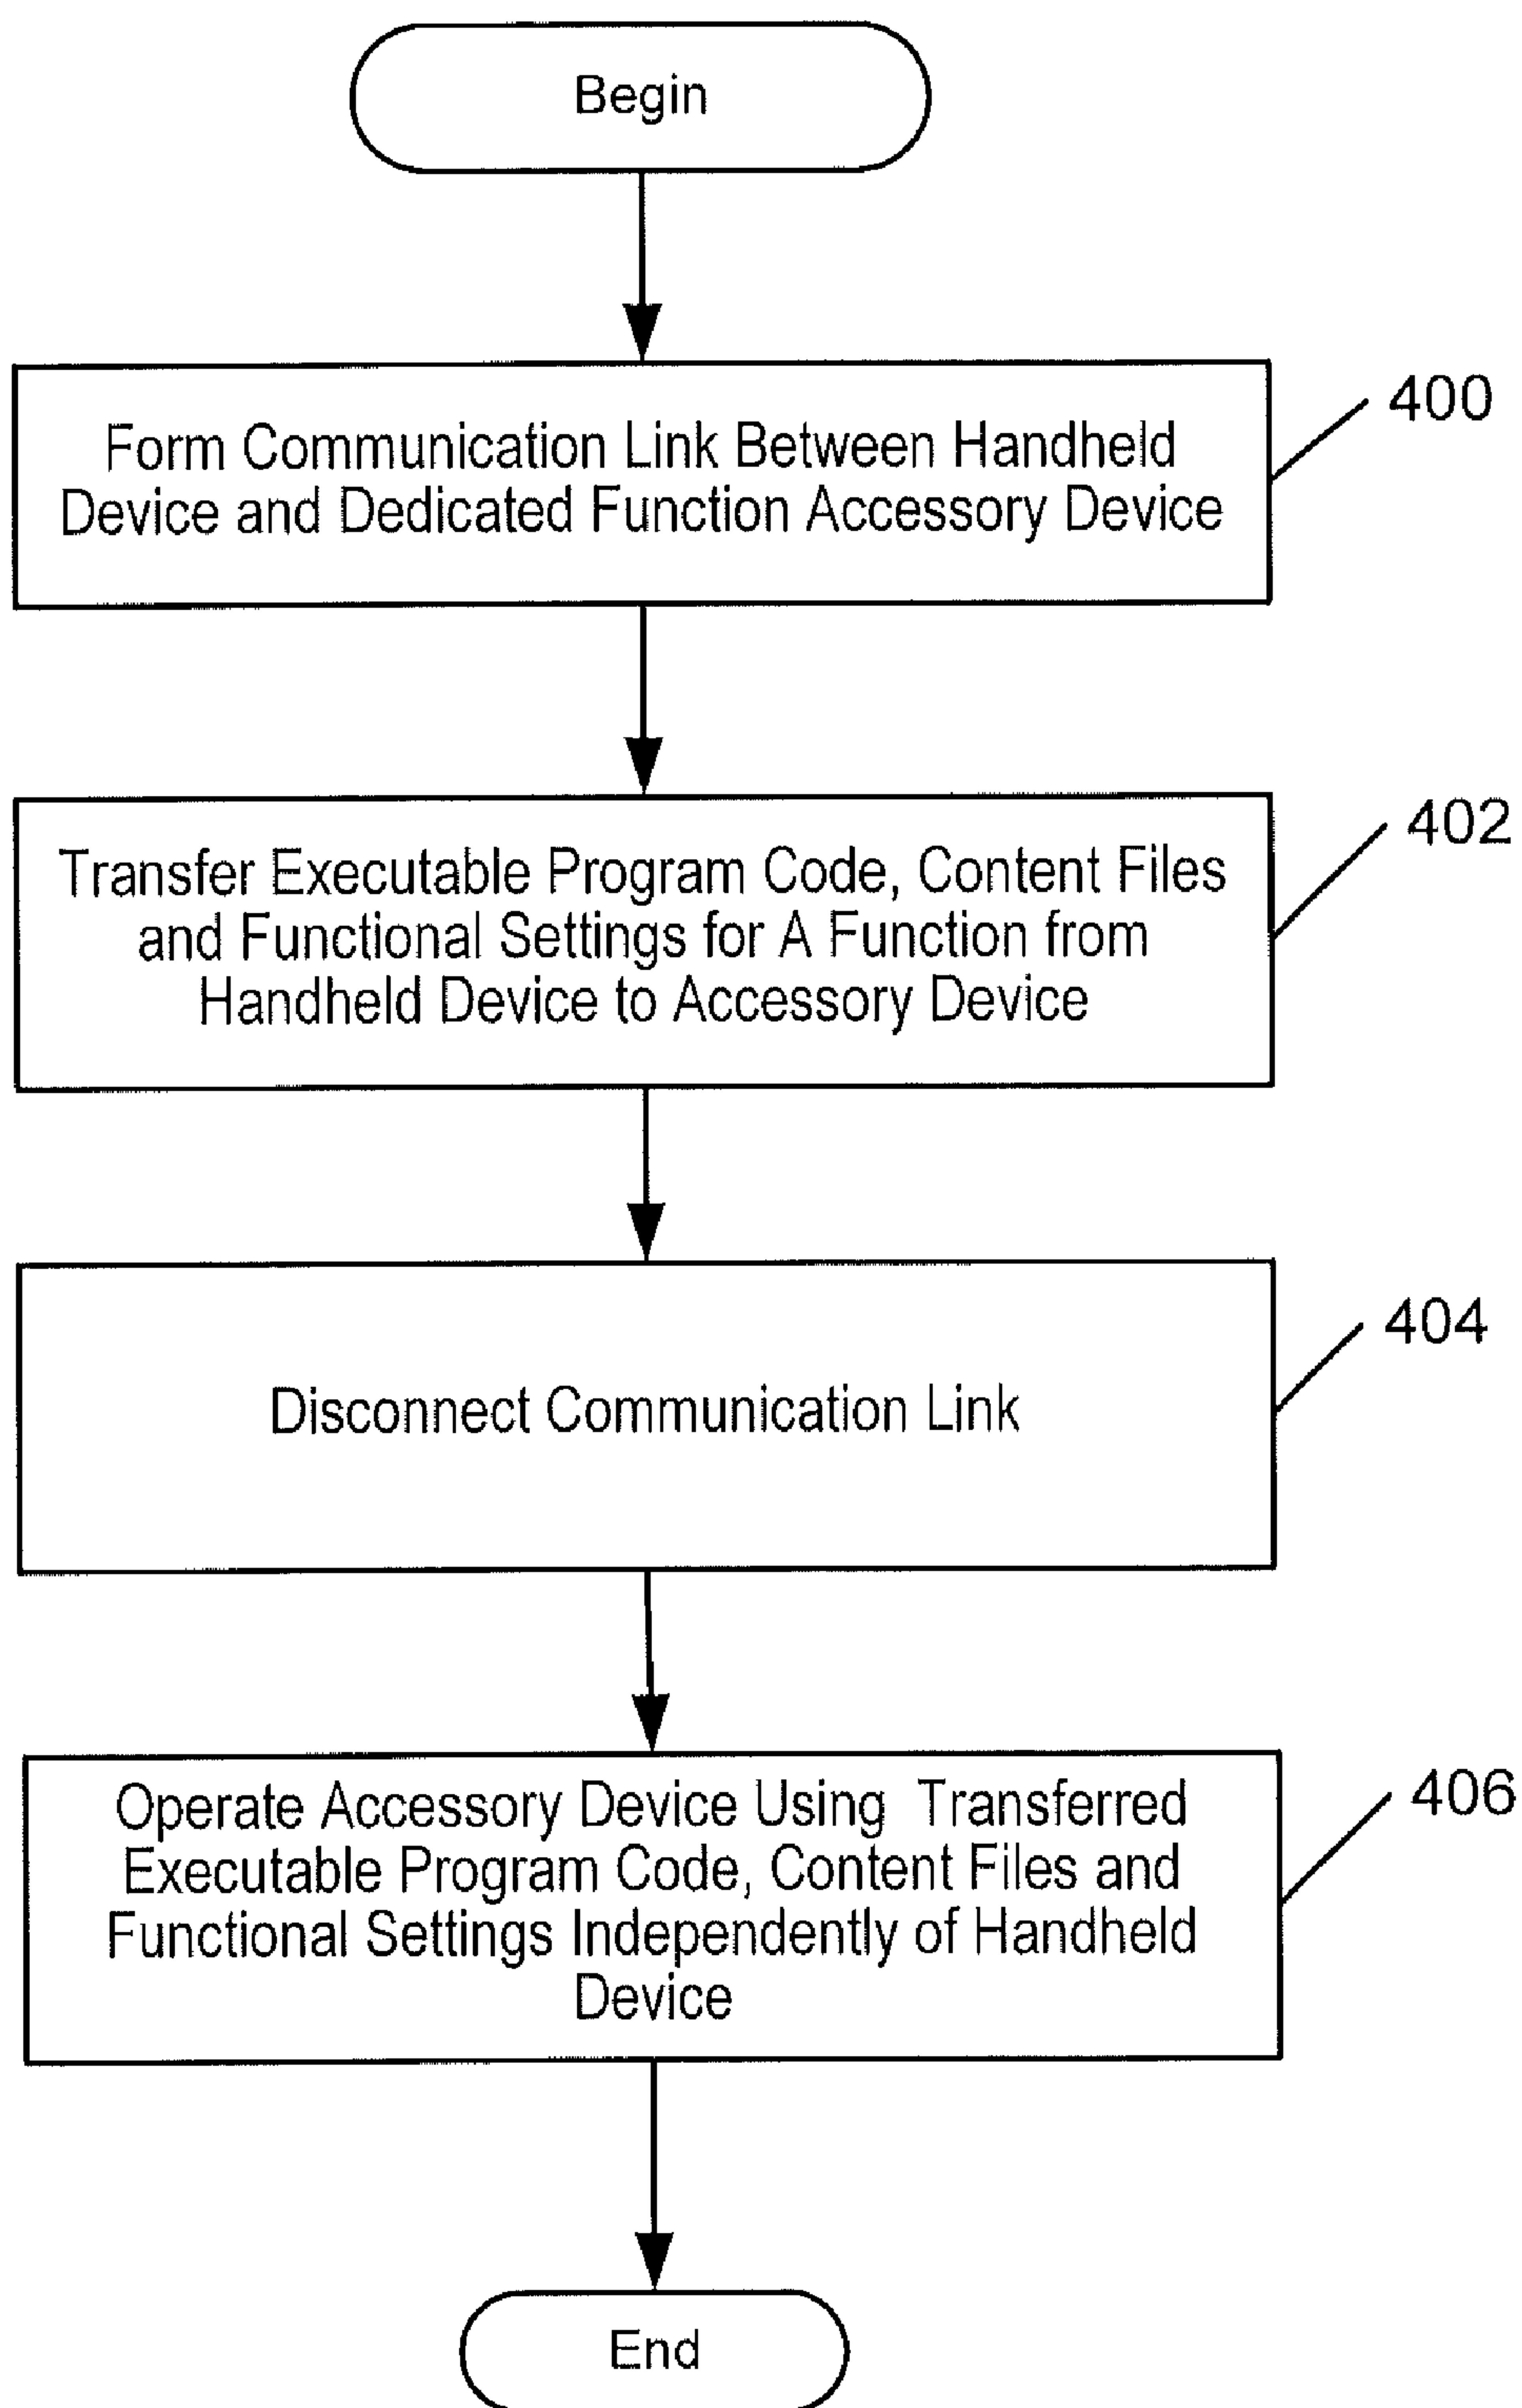 Begin
Form Communication Link Between Handheld
Device and Dedicated Function Accessory Device
400
Transfer Executable Program Code, Content Files
and Functional Settings for A Function from
Handheld Device to Accessory Device
402
Disconnect Communication Link
404
Operate Accessory Device Using Transferred
Executable Program Code, Content Files and
Functional Settings Independently of Handheld
Device
406
End